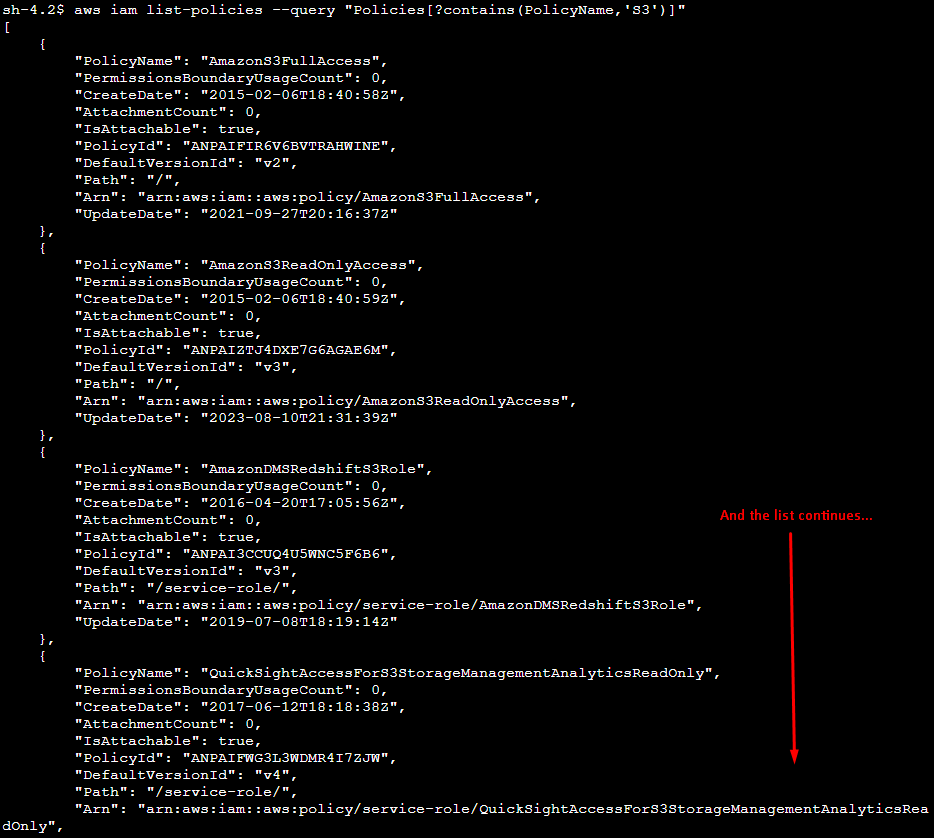 sh-4.2$ aws iam list-policies --query "Policies[?contains(PolicyName,'S3')]"
[
    {
        "PolicyName": "AmazonS3FullAccess",
        "PermissionsBoundaryUsageCount": 0,
        "CreateDate": "2015-02-06T18:40:58Z",
        "AttachmentCount": 0,
        "IsAttachable": true,
        "PolicyId": "ANPAIFIR6V6BVTRAHWINE",
        "DefaultVersionId": "v2",
        "Path": "/",
        "Arn": "arn:aws:iam::aws:policy/AmazonS3FullAccess",
        "UpdateDate": "2021-09-27T20:16:37Z"
    },
    {
        "PolicyName": "AmazonS3ReadOnlyAccess",
        "PermissionsBoundaryUsageCount": 0,
        "CreateDate": "2015-02-06T18:40:59Z",
        "AttachmentCount": 0,
        "IsAttachable": true,
        "PolicyId": "ANPAIZTJ4DXE7G6AGAE6M",
        "DefaultVersionId": "v3",
        "Path": "/",
        "Arn": "arn:aws:iam::aws:policy/AmazonS3ReadOnlyAccess",
        "UpdateDate": "2023-08-10T21:31:39Z"
    },
    {
        "PolicyName": "AmazonDMSRedshiftS3Role",
        "PermissionsBoundaryUsageCount": 0,
        "CreateDate": "2016-04-20T17:05:56Z",
        "AttachmentCount": 0,
        "IsAttachable": true,
        "PolicyId": "ANPAI3CCUQ4U5WNC5F6B6",
        "DefaultVersionId": "v3",
        "Path": "/service-role/",
        "Arn": "arn:aws:iam::aws:policy/service-role/AmazonDMSRedshiftS3Role",
        "UpdateDate": "2019-07-08T18:19:14Z"
    },
    {
        "PolicyName": "QuickSightAccessForS3StorageManagementAnalyticsReadOnly",
        "PermissionsBoundaryUsageCount": 0,
        "CreateDate": "2017-06-12T18:18:38Z",
        "AttachmentCount": 0,
        "IsAttachable": true,
        "PolicyId": "ANPAIFWG3L3WDMR4I7ZJW",
        "DefaultVersionId": "v4",
        "Path": "/service-role/",
        "Arn": "arn:aws:iam::aws:policy/service-role/QuickSightAccessForS3StorageManagementAnalyticsRea
dOnly",
And the list continues...